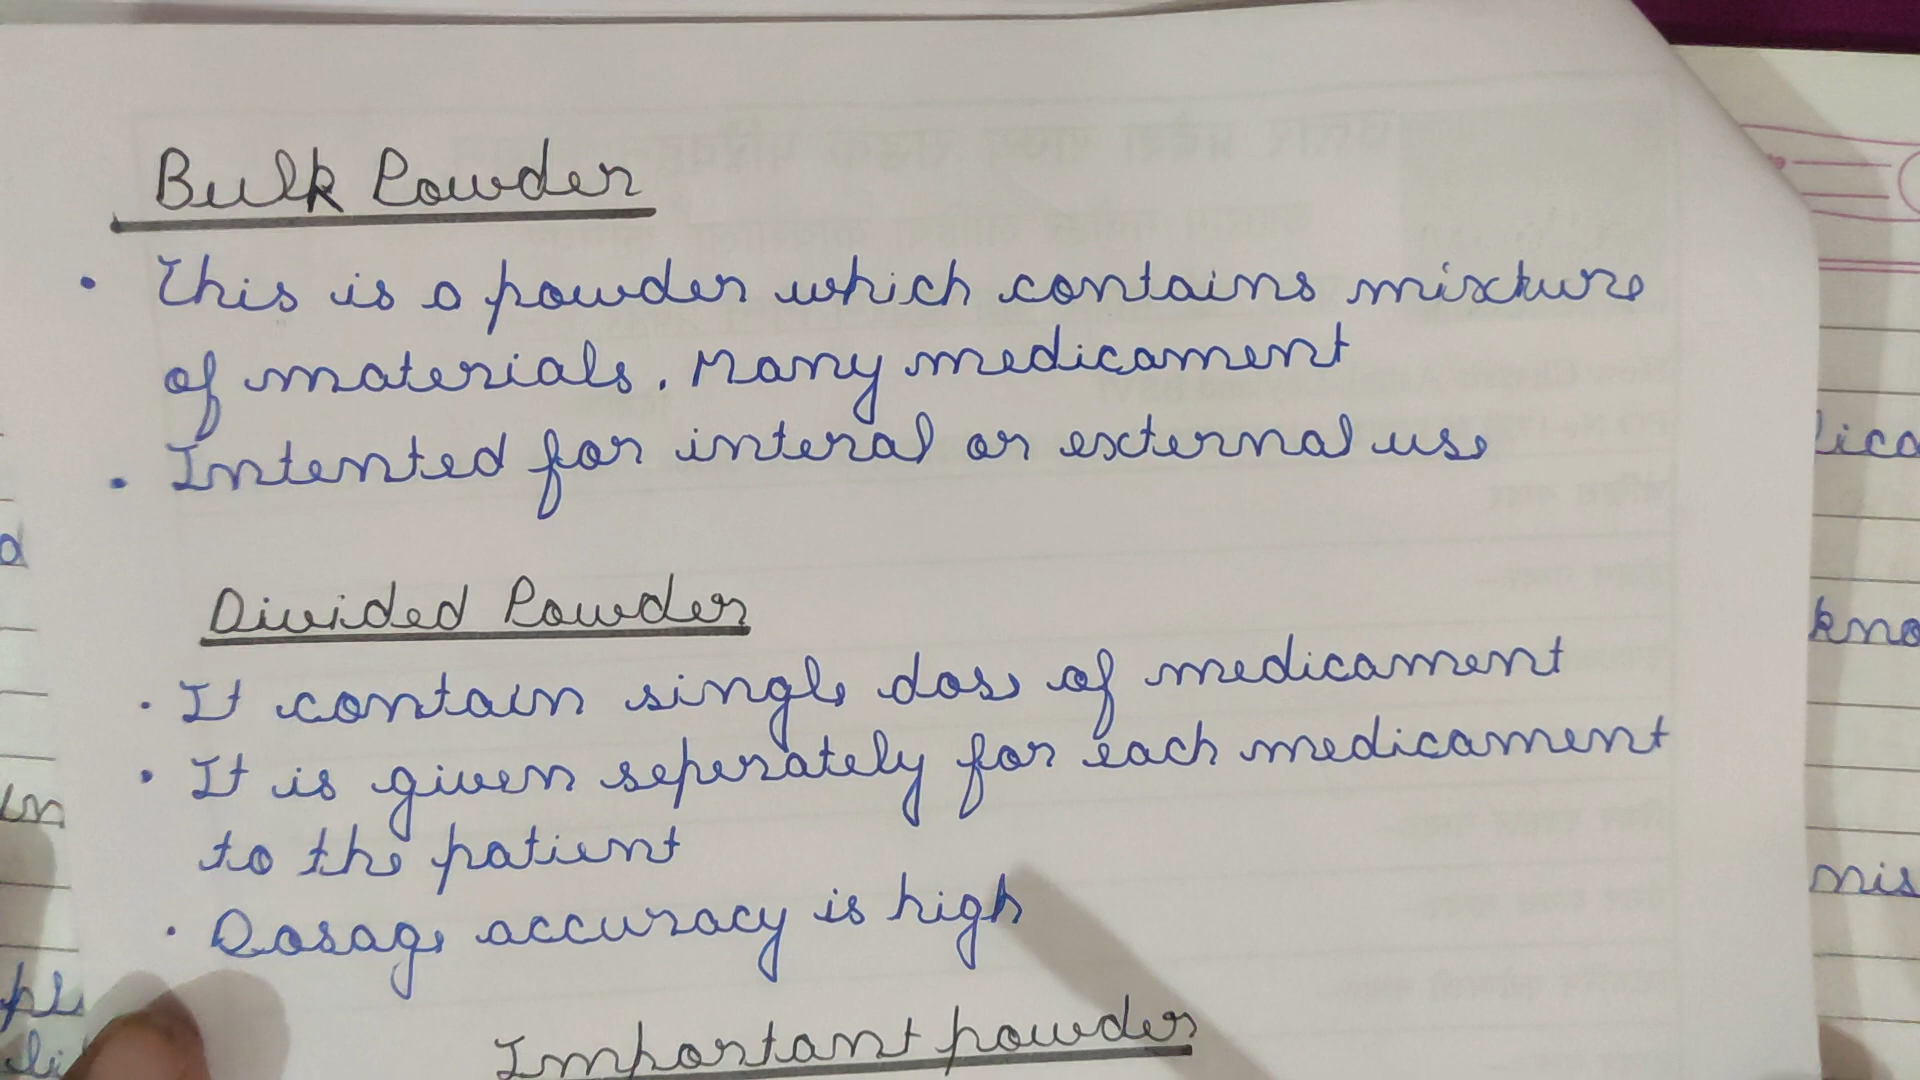 Bulk Powder
• This is a powder which contains mixture
of materials. Many medicament
• Intented for interal or external use
Divided Powder
• It contain single dose of medicament
• It is given seperately for each medicament
to the patient
• Dosage accuracy is high
Important powder